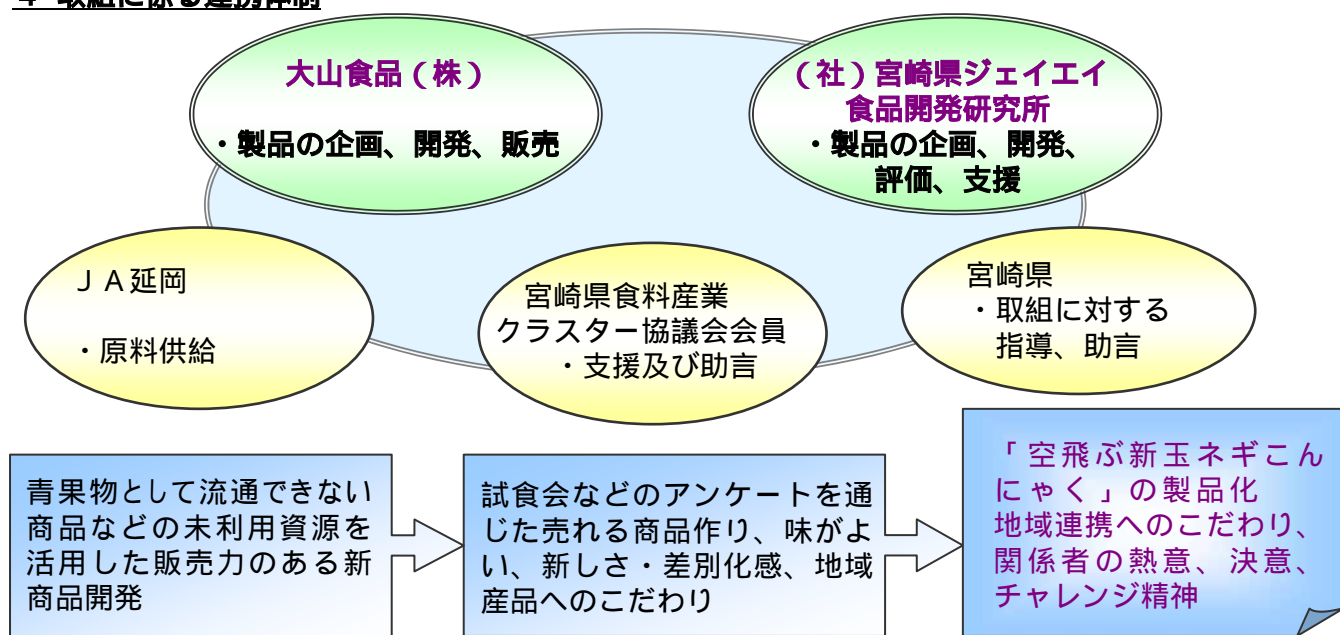 ４ 取組に係る連携体制
大山食品（株）
・製品の企画、開発、販売
（社）宮崎県ジェイエイ
食品開発研究所
・製品の企画、開発、
評価、支援
ＪＡ延岡
・原料供給
宮崎県食料産業
クラスター協議会会員
・支援及び助言
宮崎県
・取組に対する
指導、助言
青果物として流通できない
商品などの未利用資源を
活用した販売力のある新
商品開発
試食会などのアンケートを通
じた売れる商品作り、味がよ
い、新しさ・差別化感、地域
産品へのこだわり
「空飛ぶ新玉ネギこん
にゃく」の製品化
地域連携へのこだわり、
関係者の熱意、決意、
チャレンジ精神